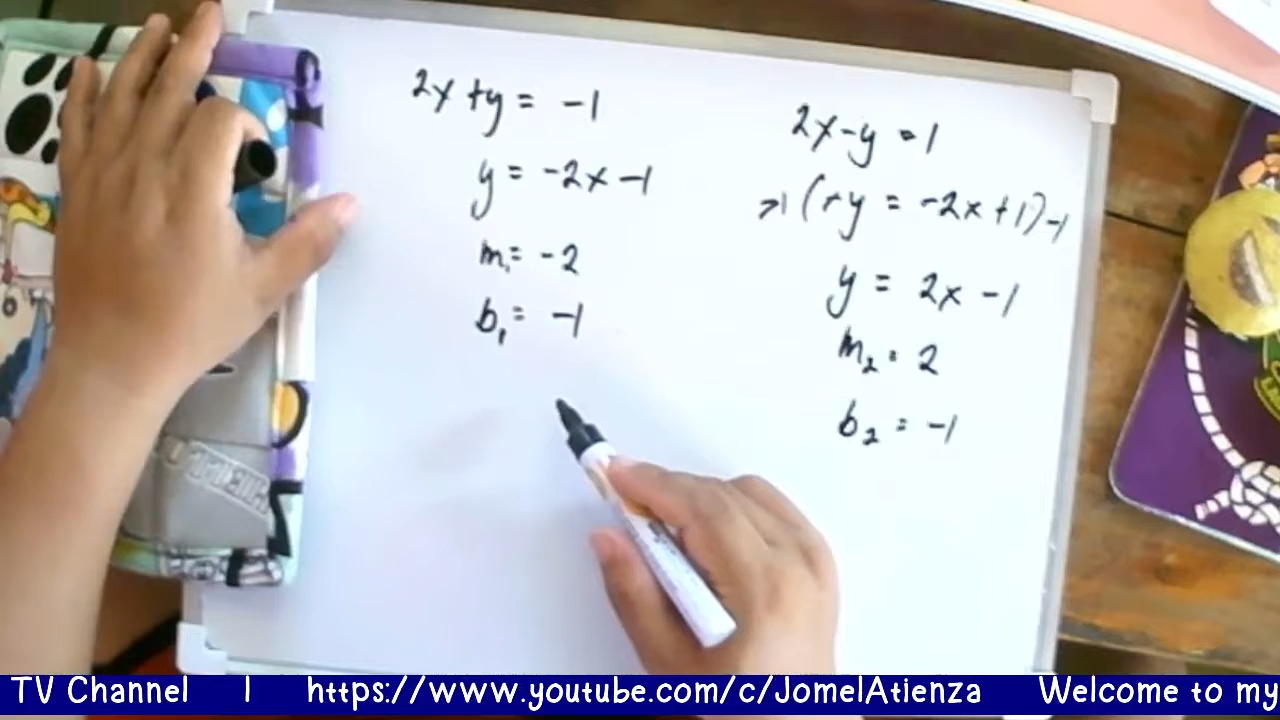 2x + y = -1
y = -2x - 1
m₁ = -2
b₁ = -1
2x - y = 1
-1 (-y = -2x + 1) -1
y = 2x - 1
m₂ = 2
b₂ = -1
TV Channel | https://www.youtube.com/c/JomelAtienza Welcome to my